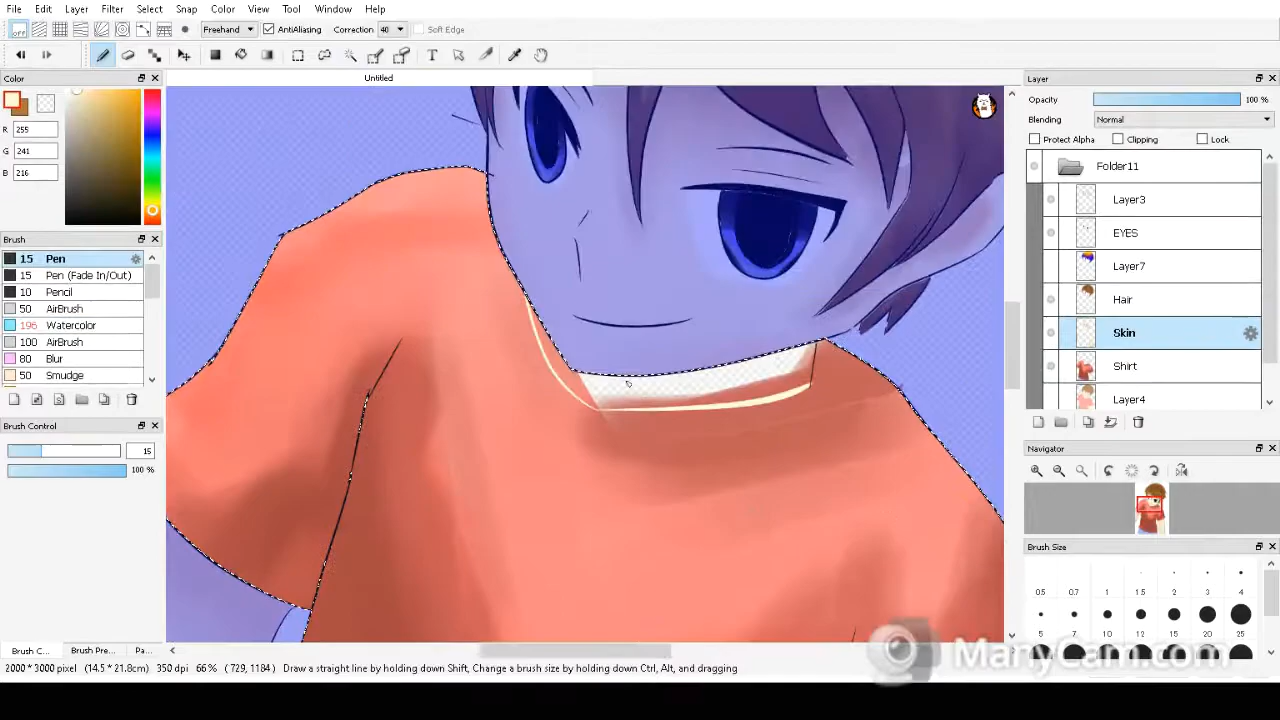 File Edit Layer Filter Select Snap Color View Tool Window Help
off Freehand AntiAliasing Correction 40 Soft Edge
T
Color Untitled Layer
Opacity 100 %
Blending Normal
Protect Alpha Clipping Lock
R 255
G 241
B 216
Folder11
Layer3
EYES
Layer7
Hair
Skin
Shirt
Layer4
Brush
15 Pen
15 Pen (Fade In/Out)
10 Pencil
50 AirBrush
196 Watercolor
100 AirBrush
80 Blur
50 Smudge
Brush Control
15
100 %
Navigator
Brush Size
0.5 0.7 1 1.5 2 3 4
5 7 10 12 15 20 25
Brush C... Brush Pre... Pa...
2000 * 3000 pixel (14.5 * 21.8cm) 350 dpi 66 % (729, 1184) Draw a straight line by holding down Shift, Change a brush size by holding down Ctrl, Alt, and dragging
ManyCam.com